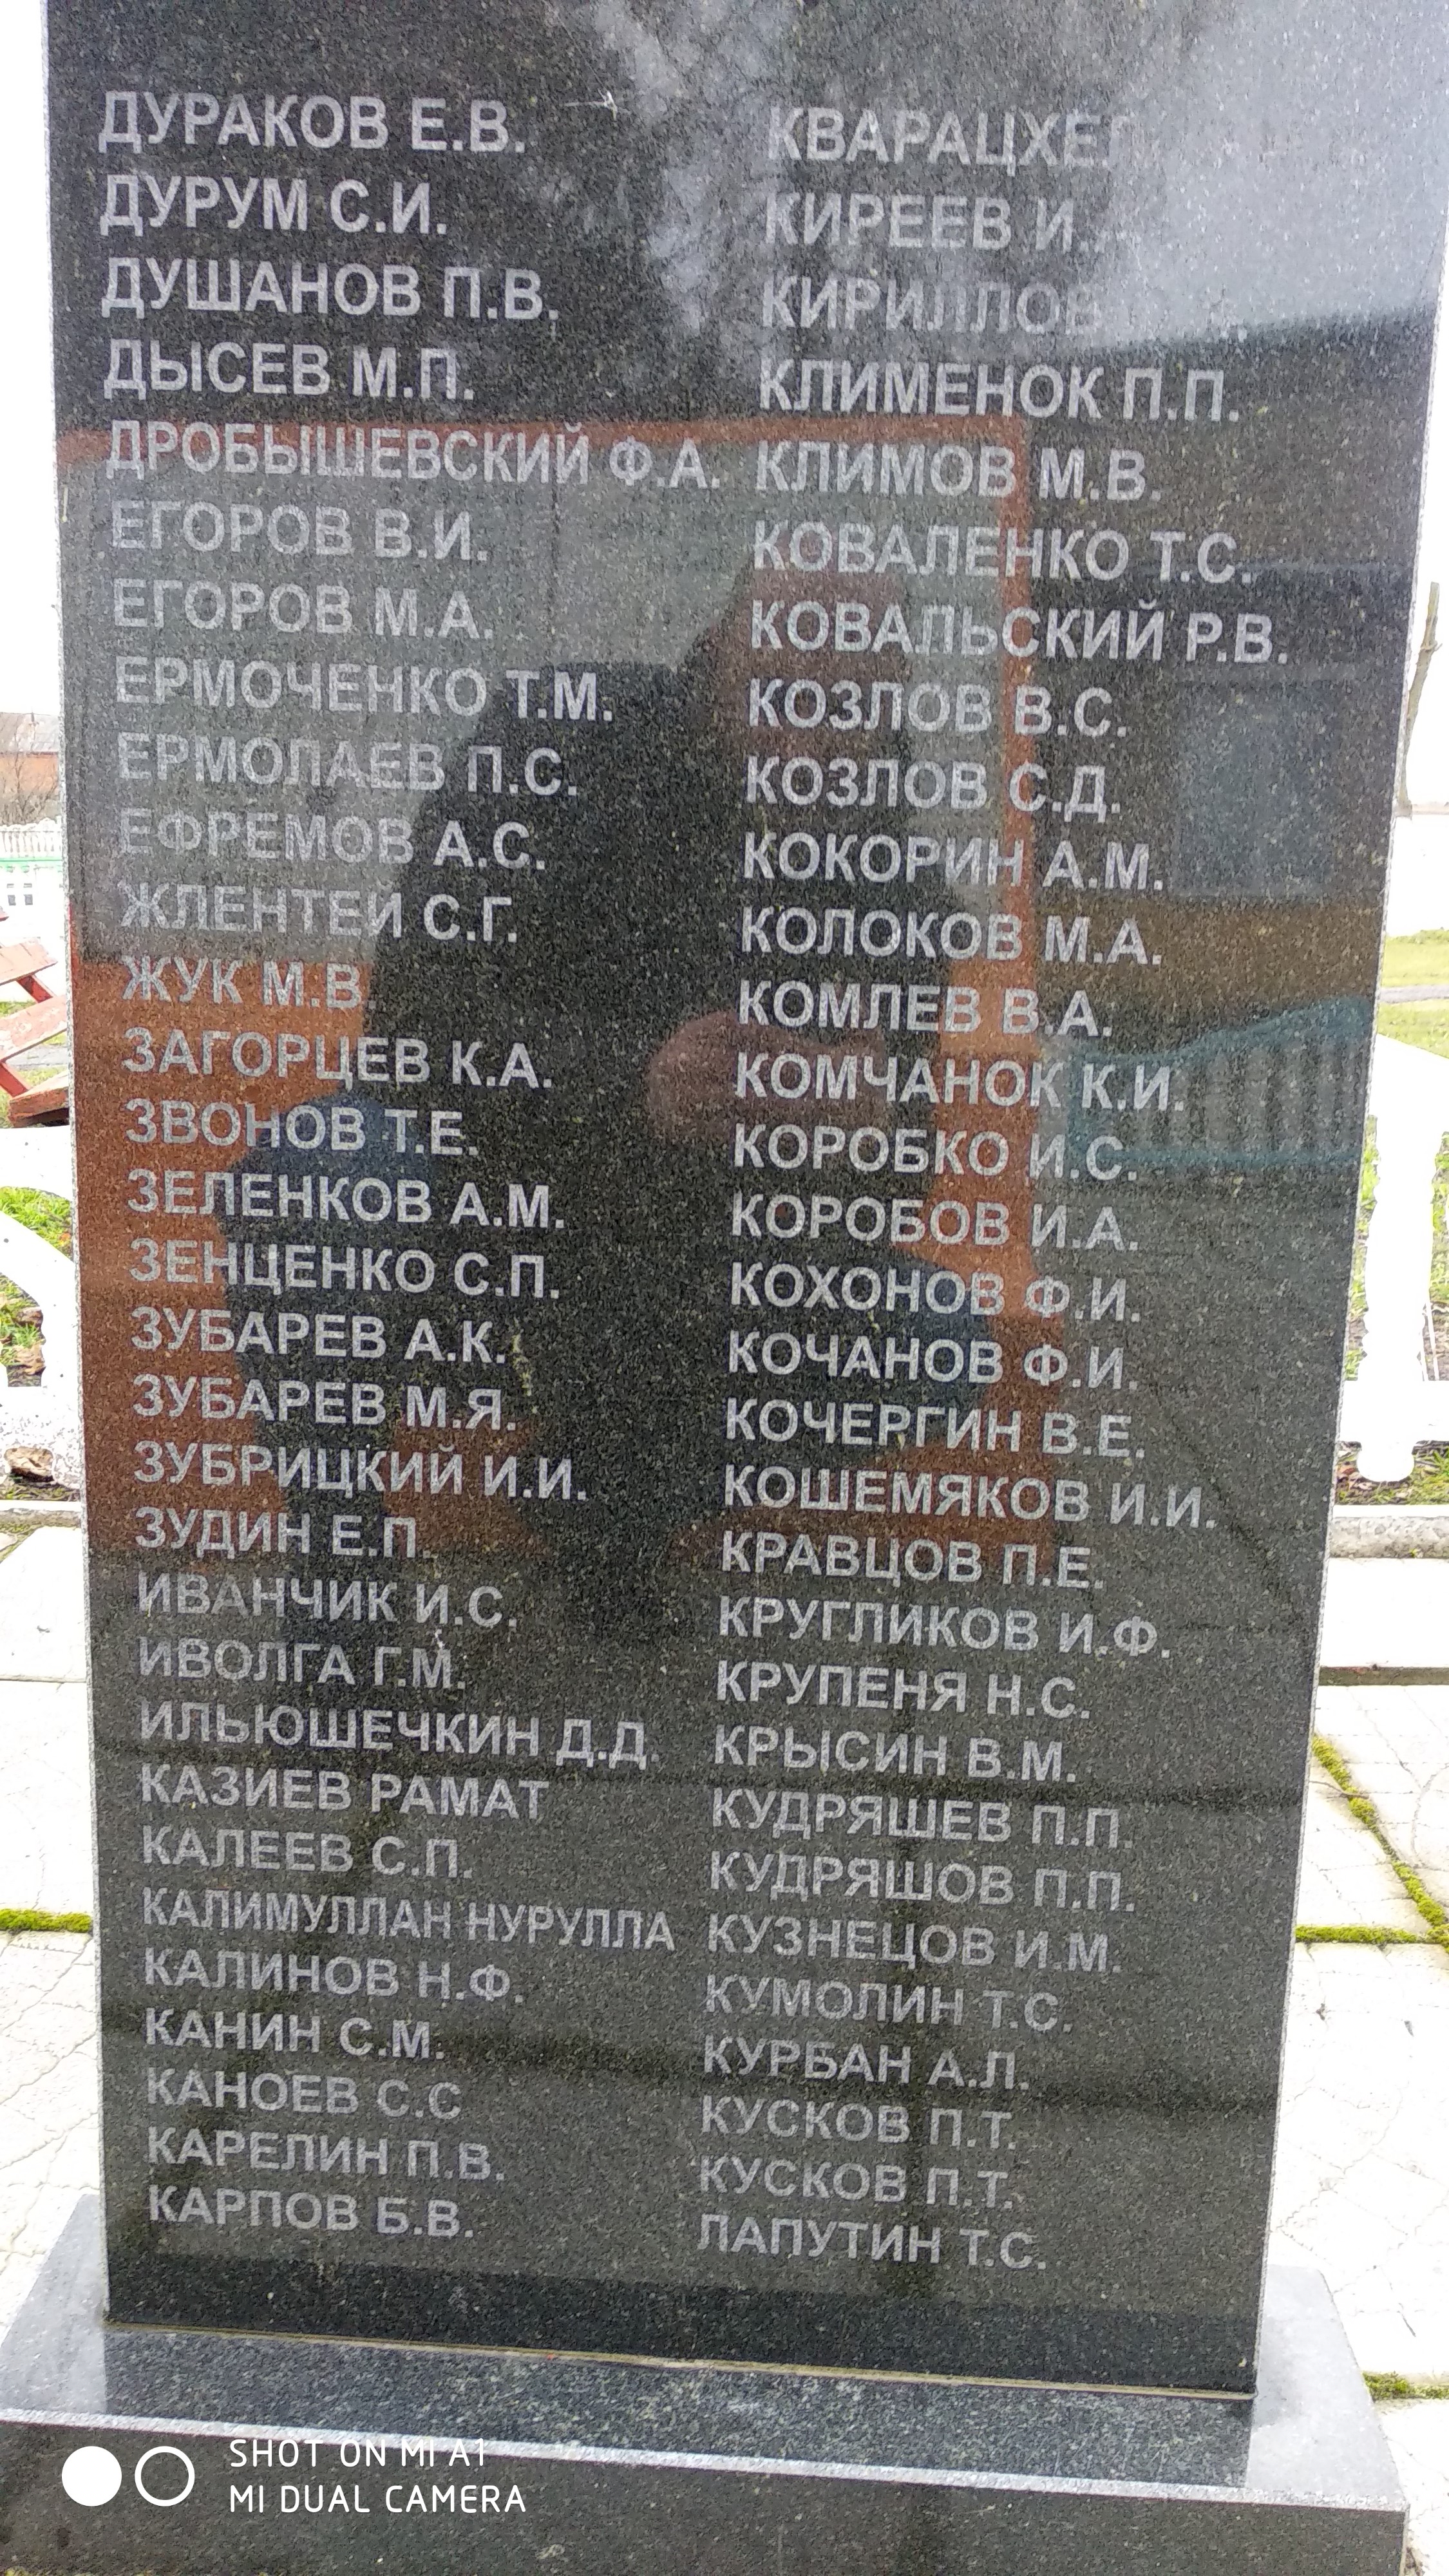 ДУРАКОВ Е.В.
ДУРУМ С.И.
ДУШАНОВ П.В.
ДЫСЕВ М.П.
ДРОБЫШЕВСКИЙ Ф.А.
ЕГОРОВ В.И.
ЕГОРОВ М.А.
ЕРМОЧЕНКО Т.М.
ЕРМОЛАЕВ П.С.
ЕФРЕМОВ А.С.
ЖЛЕНТЕЙ С.Г.
ЖУК М.В.
ЗАГОРЦЕВ К.А.
ЗВОНОВ Т.Е.
ЗЕЛЕНКОВ А.М.
ЗЕНЦЕНКО С.П.
ЗУБАРЕВ А.К.
ЗУБАРЕВ М.Я.
ЗУБРИЦКИЙ И.И.
ЗУДИН Е.П.
ИВАНЧИК И.С.
ИВОЛГА Г.М.
ИЛЬЮШЕЧКИН Д.Д.
КАЗИЕВ РАМАТ
КАЛЕЕВ С.П.
КАЛИМУЛЛАН НУРУЛЛА
КАЛИНОВ Н.Ф.
КАНИН С.М.
КАНОЕВ С.С
КАРЕЛИН П.В.
КАРПОВ Б.В.
КИРЕЕВ И.
КИРИЛЛОВ
КЛИМЕНОК П.П.
КЛИМОВ М.В.
КОВАЛЕНКО Т.С.
КОВАЛЬСКИЙ Р.В.
КОЗЛОВ В.С.
КОЗЛОВ С.Д.
КОКОРИН А.М.
КОЛОКОВ М.А.
КОМЛЕВ В.А.
КОМЧАНОК К.И.
КОРОБКО И.С.
КОРОБОВ И.А.
КОХОНОВ Ф.И.
КОЧАНОВ Ф.И.
КОЧЕРГИН В.Е.
КОШЕМЯКОВ И.И.
КРАВЦОВ П.Е.
КРУГЛИКОВ И.Ф.
КРУПЕНЯ Н.С.
КРЫСИН В.М.
КУДРЯШЕВ П.П.
КУДРЯШОВ П.П.
КУЗНЕЦОВ И.М.
КУМОЛИН Т.С.
КУРБАН А.Л.
КУСКОВ П.Т.
КУСКОВ П.Т.
ЛАПУТИН Т.С.
SHOT ON MI A1
MI DUAL CAMERA